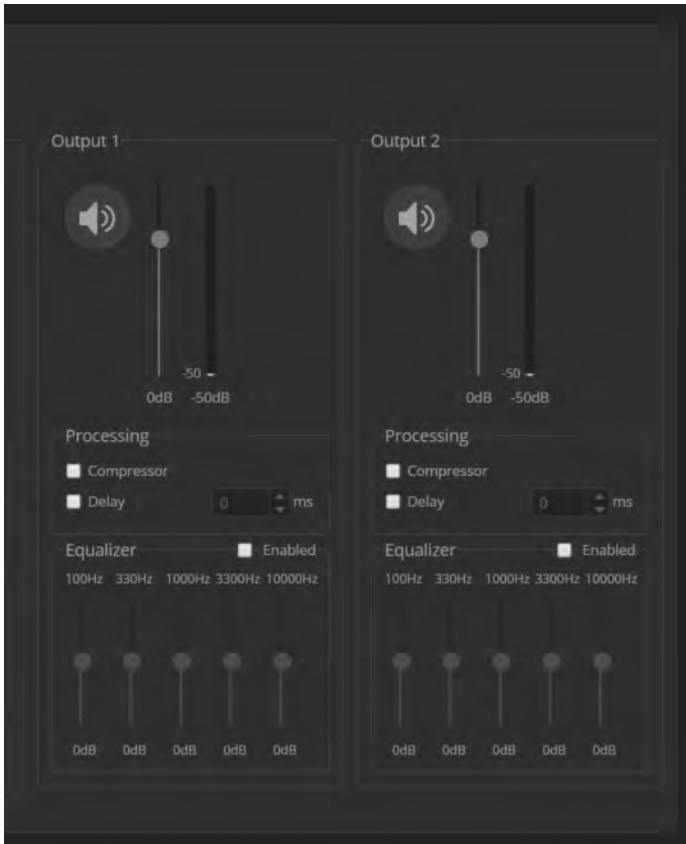 Output 1
-50
0dB -50dB
Processing
Compressor
Delay 0 ms
Equalizer Enabled
100Hz 330Hz 1000Hz 3300Hz 10000Hz
0dB 0dB 0dB 0dB 0dB
Output 2
-50
0dB -50dB
Processing
Compressor
Delay 0 ms
Equalizer Enabled
100Hz 330Hz 1000Hz 3300Hz 10000Hz
0dB 0dB 0dB 0dB 0dB